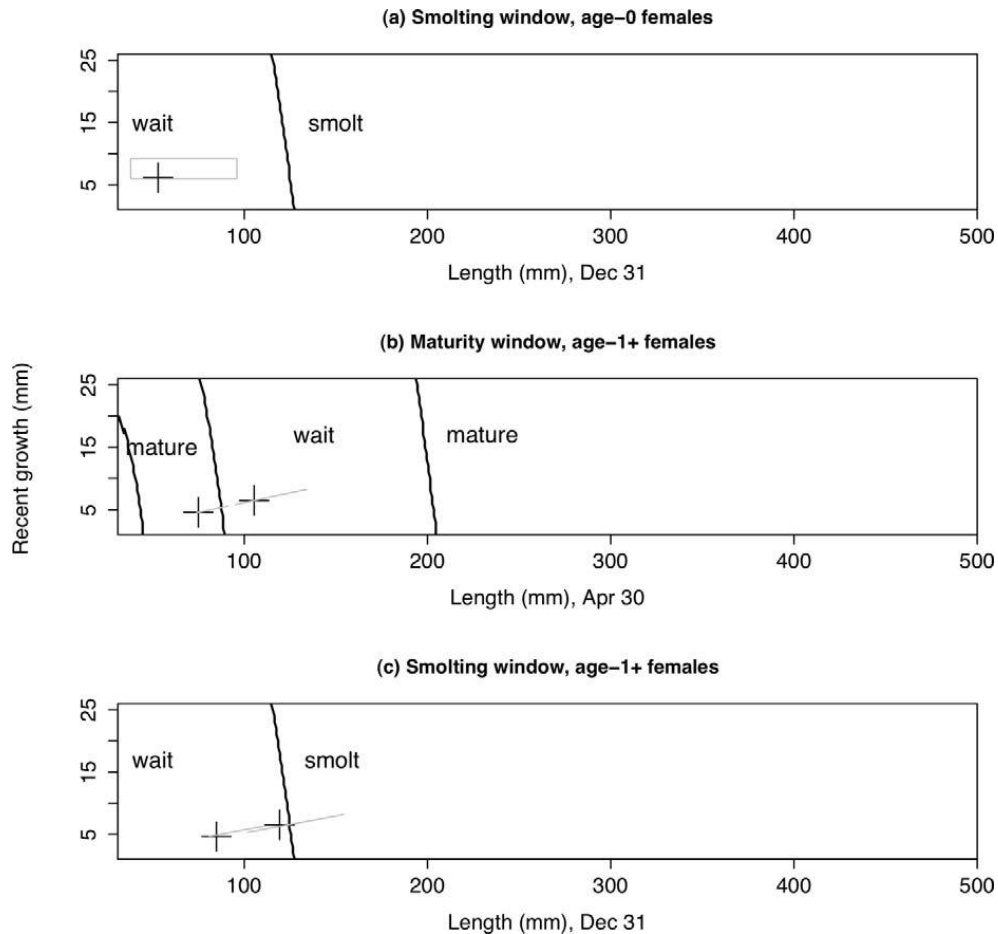 (a) Smolting window, age−0 females
25
15
5
wait
smolt
100 200 300 400 500
Length (mm), Dec 31
(b) Maturity window, age−1+ females
Recent growth (mm)
25
15
5
mature
wait
mature
100 200 300 400 500
Length (mm), Apr 30
(c) Smolting window, age−1+ females
25
15
5
wait
smolt
100 200 300 400 500
Length (mm), Dec 31